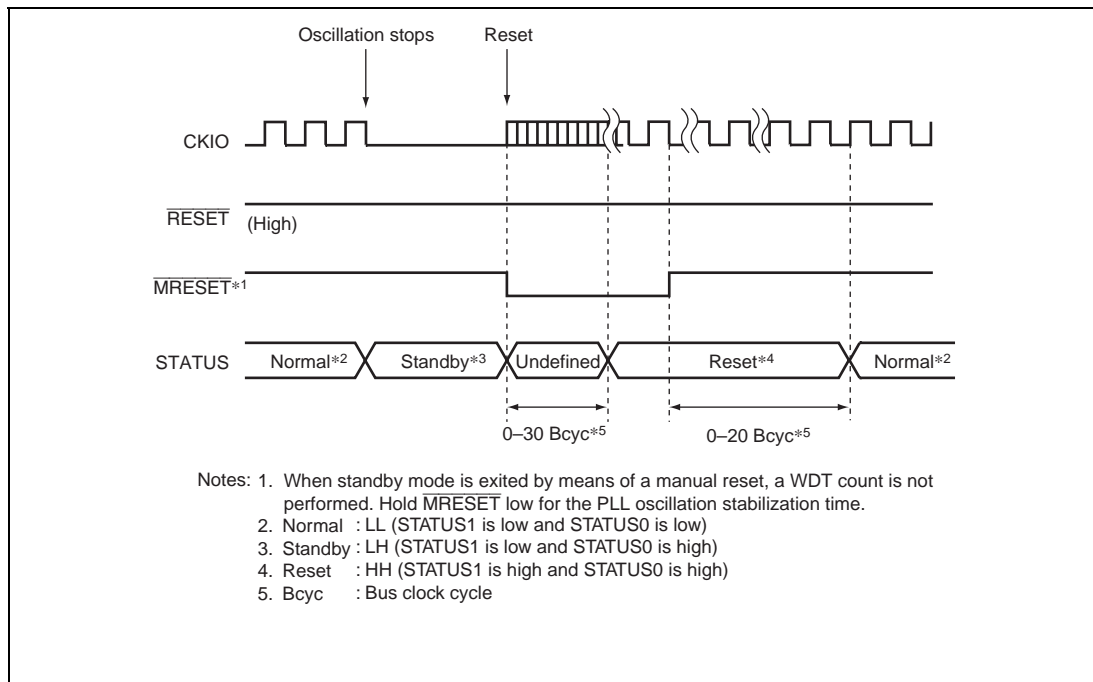 Oscillation stops Reset
CKIO
RESET (High)
MRESET*1
STATUS Normal*2 Standby*3 Undefined Reset*4 Normal*2
0–30 Bcyc*5 0–20 Bcyc*5
Notes: 1. When standby mode is exited by means of a manual reset, a WDT count is not
performed. Hold MRESET low for the PLL oscillation stabilization time.
2. Normal : LL (STATUS1 is low and STATUS0 is low)
3. Standby : LH (STATUS1 is low and STATUS0 is high)
4. Reset : HH (STATUS1 is high and STATUS0 is high)
5. Bcyc : Bus clock cycle